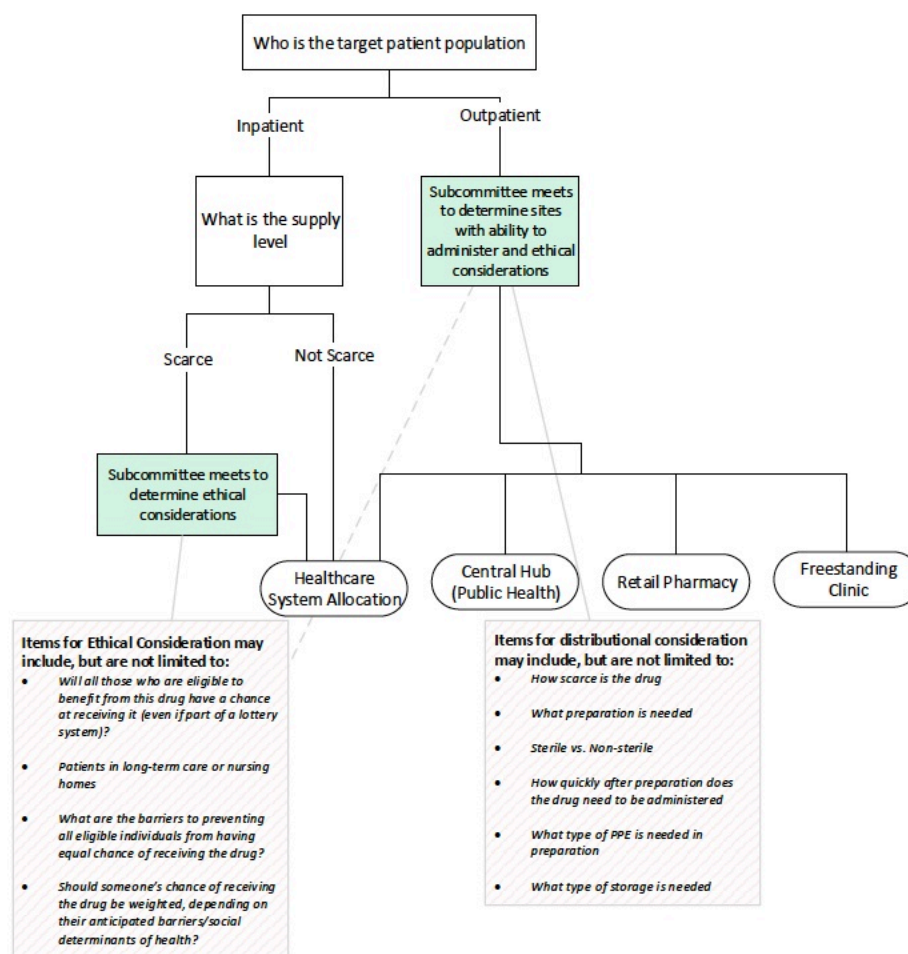 Who is the target patient population
Inpatient
Outpatient
What is the supply
level
Subcommittee meets
to determine sites
with ability to
administer and ethical
considerations
Scarce
Not Scarce
Subcommittee meets to
determine ethical
considerations
Healthcare
System Allocation
Central Hub
(Public Health)
Retail Pharmacy
Freestanding
Clinic
Items for Ethical Consideration may
include, but are not limited to:
• Will all those who are eligible to
benefit from this drug have a chance
at receiving it (even if part of a lottery
system)?
• Patients in long-term care or nursing
homes
• What are the barriers to preventing
all eligible individuals from having
equal chance of receiving the drug?
• Should someone's chance of receiving
the drug be weighted, depending on
their anticipated barriers/social
determinants of health?
Items for distributional consideration
may include, but are not limited to:
• How scarce is the drug
• What preparation is needed
• Sterile vs. Non-sterile
• How quickly after preparation does
the drug need to be administered
• What type of PPE is needed in
preparation
• What type of storage is needed